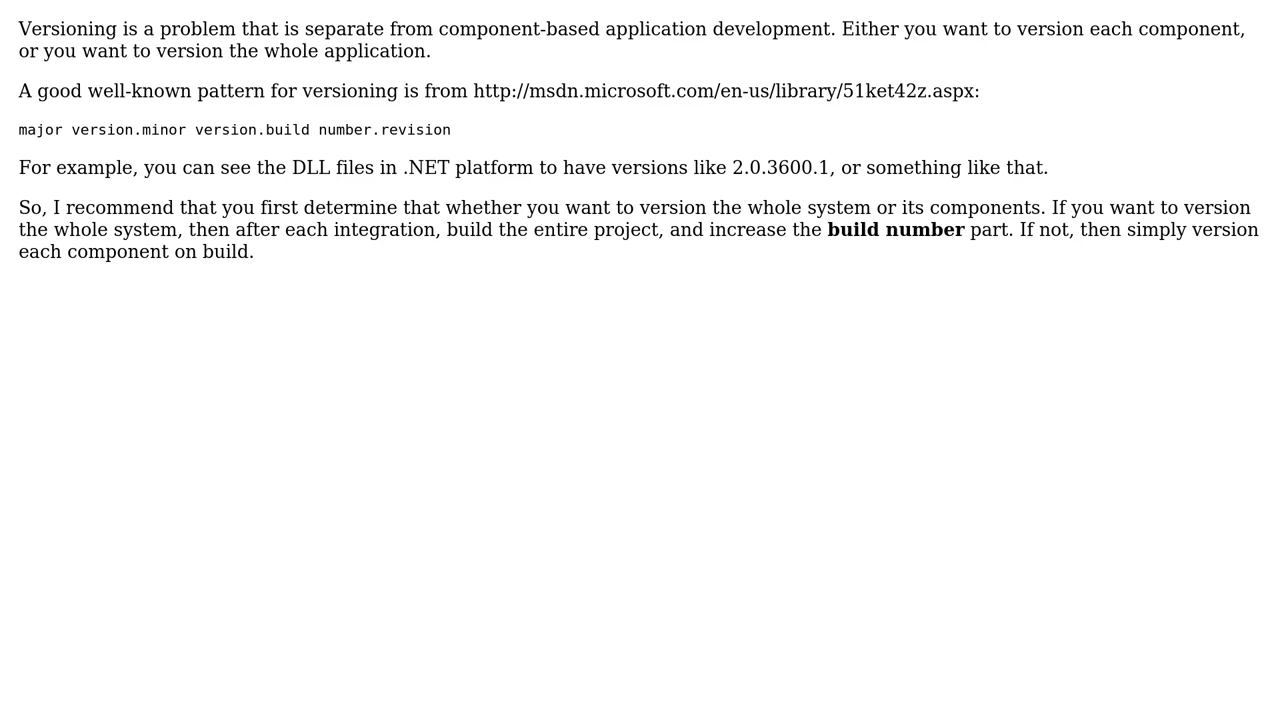 Versioning is a problem that is separate from component-based application development. Either you want to version each component,
or you want to version the whole application.
A good well-known pattern for versioning is from http://msdn.microsoft.com/en-us/library/51ket42z.aspx:
major version.minor version.build number.revision
For example, you can see the DLL files in .NET platform to have versions like 2.0.3600.1, or something like that.
So, I recommend that you first determine that whether you want to version the whole system or its components. If you want to version
the whole system, then after each integration, build the entire project, and increase the build number part. If not, then simply version
each component on build.